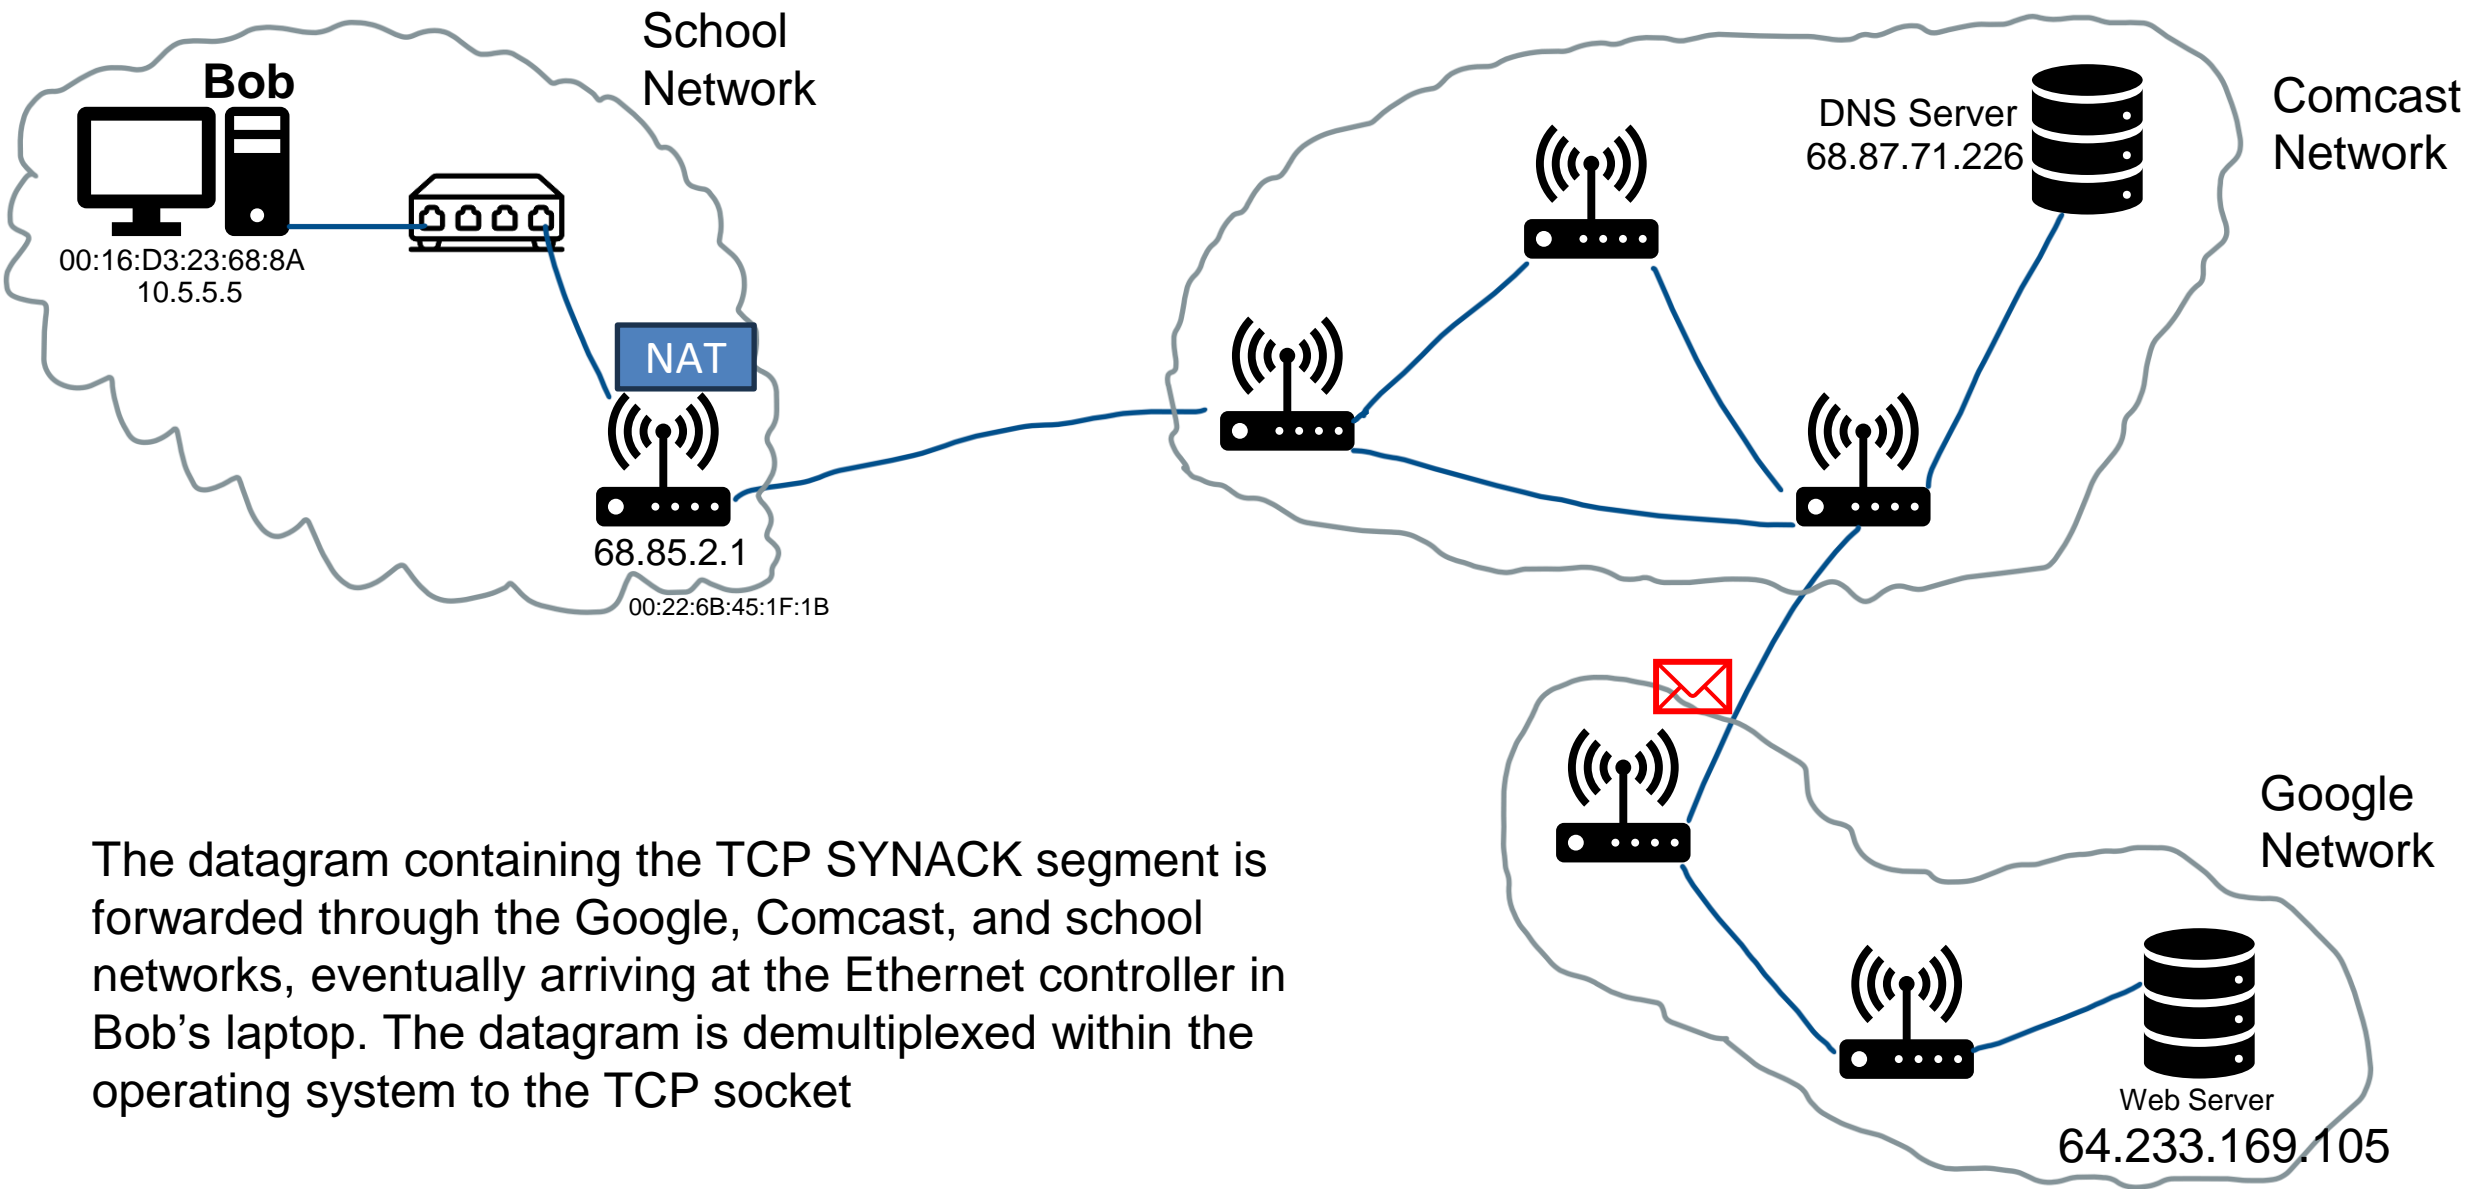 School
Network
Bob
00:16:D3:23:68:8A
10.5.5.5
NAT
68.85.2.1
00:22:6B:45:1F:1B
DNS Server
68.87.71.226
Comcast
Network
Google
Network
Web Server
64.233.169.105
The datagram containing the TCP SYNACK segment is
forwarded through the Google, Comcast, and school
networks, eventually arriving at the Ethernet controller in
Bob’s laptop. The datagram is demultiplexed within the
operating system to the TCP socket